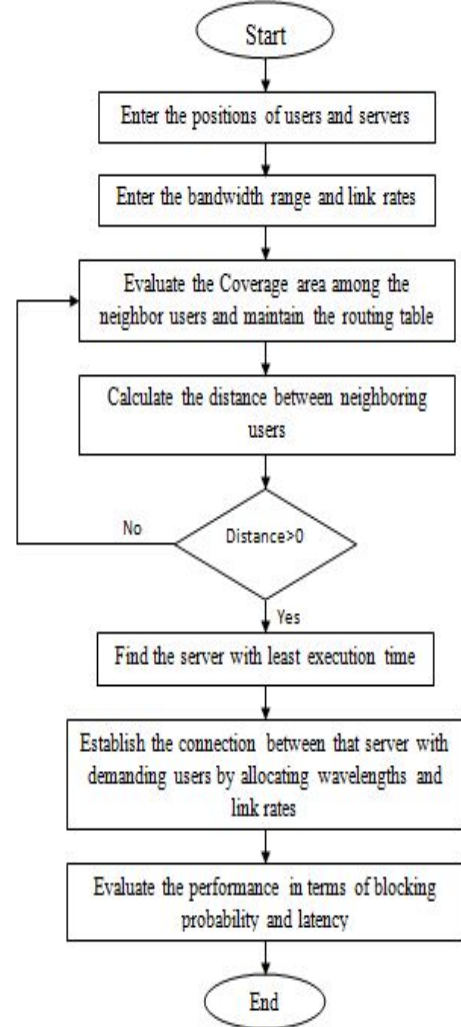 Start
Enter the positions of users and servers
Enter the bandwidth range and link rates
Evaluate the Coverage area among the
neighbor users and maintain the routing table
Calculate the distance between neighboring
users
No
Distance>0
Yes
Find the server with least execution time
Establish the connection between that server with
demanding users by allocating wavelengths and
link rates
Evaluate the performance in terms of blocking
probability and latency
End